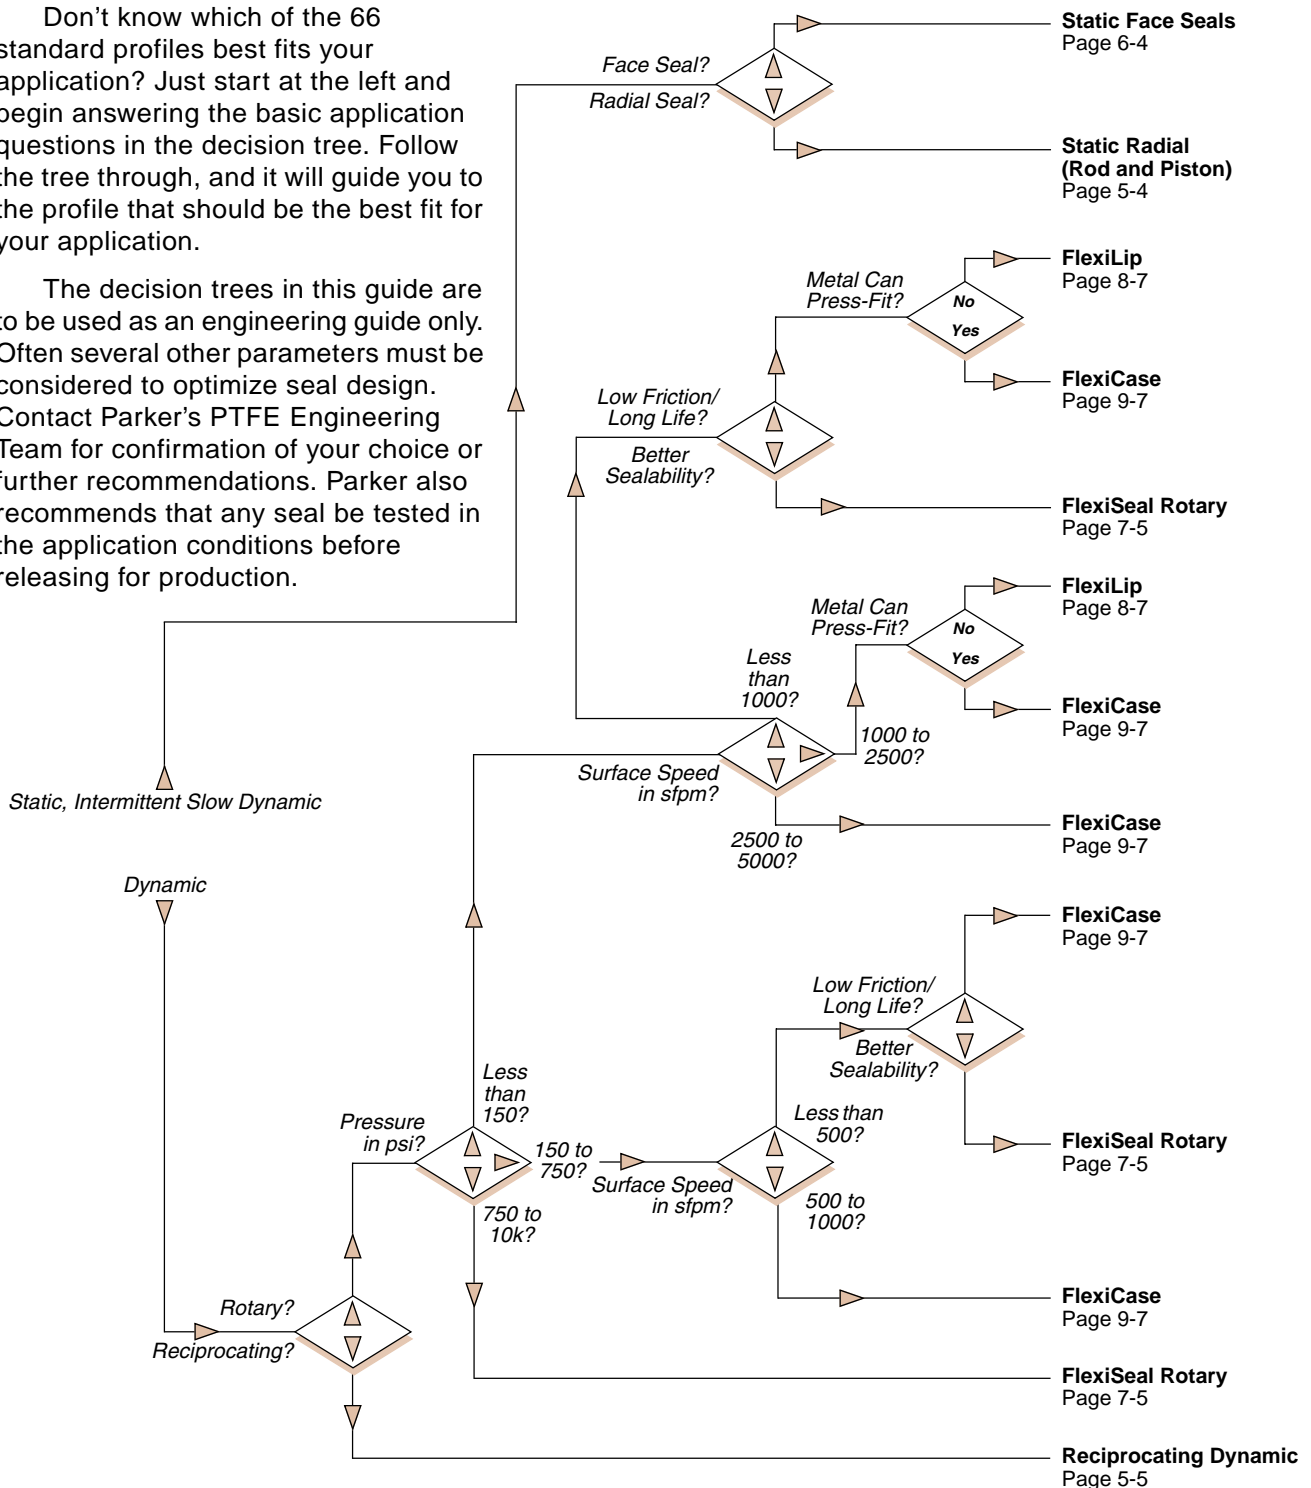 Don't know which of the 66
standard profiles best fits your
application? Just start at the left and
begin answering the basic application
questions in the decision tree. Follow
the tree through, and it will guide you to
the profile that should be the best fit for
your application.
The decision trees in this guide are
to be used as an engineering guide only.
Often several other parameters must be
considered to optimize seal design.
Contact Parker's PTFE Engineering
Team for confirmation of your choice or
further recommendations. Parker also
recommends that any seal be tested in
the application conditions before
releasing for production.
Face Seal?
Radial Seal?
Static Face Seals
Page 6-4
Static Radial
(Rod and Piston)
Page 5-4
Metal Can
Press-Fit?
No
Yes
FlexiLip
Page 8-7
FlexiCase
Page 9-7
Low Friction/
Long Life?
Better
Sealability?
FlexiSeal Rotary
Page 7-5
Metal Can
Press-Fit?
No
Yes
FlexiLip
Page 8-7
FlexiCase
Page 9-7
Less
than
1000?
1000 to
2500?
Surface Speed
in sfpm?
2500 to
5000?
FlexiCase
Page 9-7
Static, Intermittent Slow Dynamic
Dynamic
FlexiCase
Page 9-7
Low Friction/
Long Life?
Better
Sealability?
FlexiSeal Rotary
Page 7-5
Less
than
150?
Pressure
in psi?
150 to
750?
750 to
10k?
Less than
500?
Surface Speed
in sfpm?
500 to
1000?
FlexiCase
Page 9-7
Rotary?
Reciprocating?
FlexiSeal Rotary
Page 7-5
Reciprocating Dynamic
Page 5-5